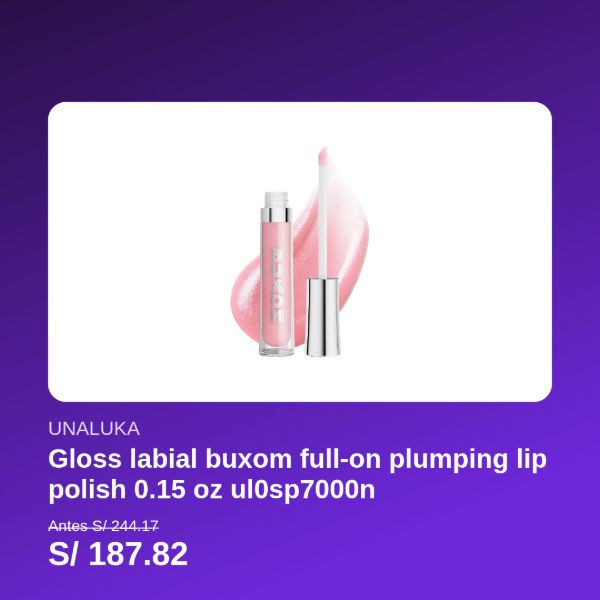 BUXOM
UNALUKA
Gloss labial buxom full-on plumping lip
polish 0.15 oz ul0sp7000n
Antes S/ 244.17
S/ 187.82